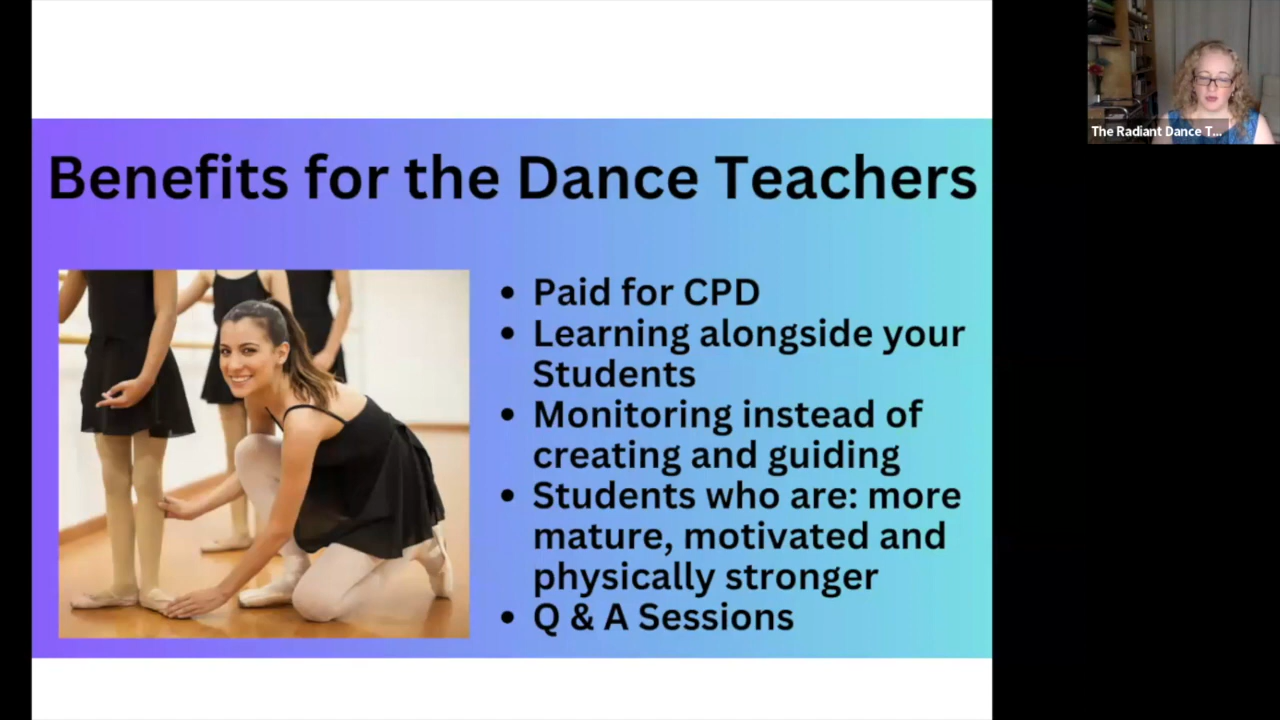 Benefits for the Dance Teachers
• Paid for CPD
• Learning alongside your
Students
• Monitoring instead of
creating and guiding
• Students who are: more
mature, motivated and
physically stronger
• Q & A Sessions
The Radiant Dance T...